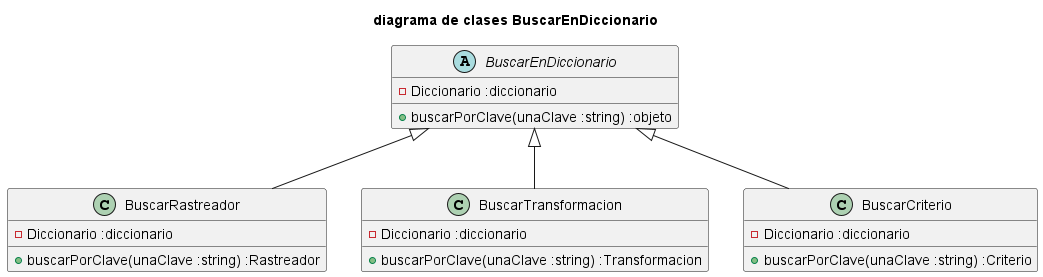 diagrama de clases BuscarEnDiccionario
A BuscarEnDiccionario
Diccionario :diccionario
buscarPorClave(unaClave :string) :objeto
C BuscarRastreador
Diccionario :diccionario
buscarPorClave(unaClave :string) :Rastreador
C BuscarTransformacion
Diccionario :diccionario
buscarPorClave(unaClave :string) :Transformacion
C BuscarCriterio
Diccionario :diccionario
buscarPorClave(unaClave :string) :Criterio